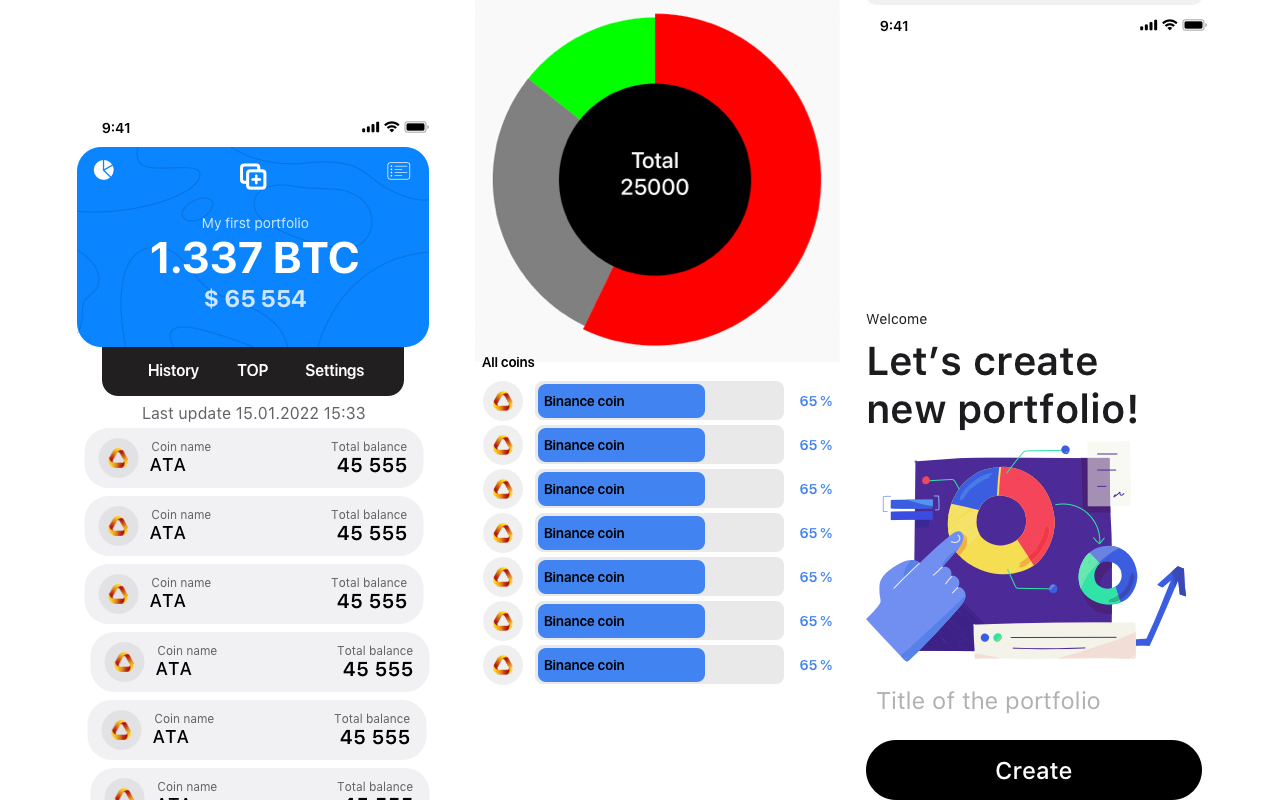 9:41
My first portfolio
1.337 BTC
$ 65 554
History TOP Settings
Last update 15.01.2022 15:33
Coin name Total balance
ATA 45 555
Coin name Total balance
ATA 45 555
Coin name Total balance
ATA 45 555
Coin name Total balance
ATA 45 555
Coin name Total balance
ATA 45 555
Coin name Total balance
ATA 45 555
Total
25000
All coins
Binance coin 65 %
Binance coin 65 %
Binance coin 65 %
Binance coin 65 %
Binance coin 65 %
Binance coin 65 %
Binance coin 65 %
9:41
Welcome
Let’s create
new portfolio!
Title of the portfolio
Create